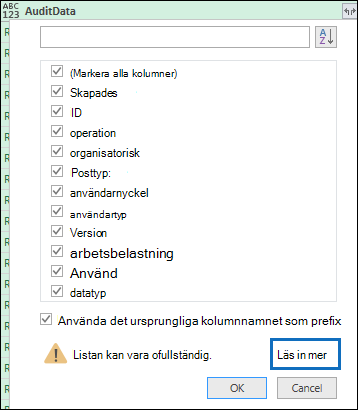 ABC
123
AuditData
A
Z
(Markera alla kolumner)
Skapades
ID
operation
organisatorisk
Posttyp:
användarnyckel
användartyp
Version
arbetsbelastning
Använd
datatyp
Använda det ursprungliga kolumnnamnet som prefix
Listan kan vara ofullständig.
Läs in mer
OK
Cancel